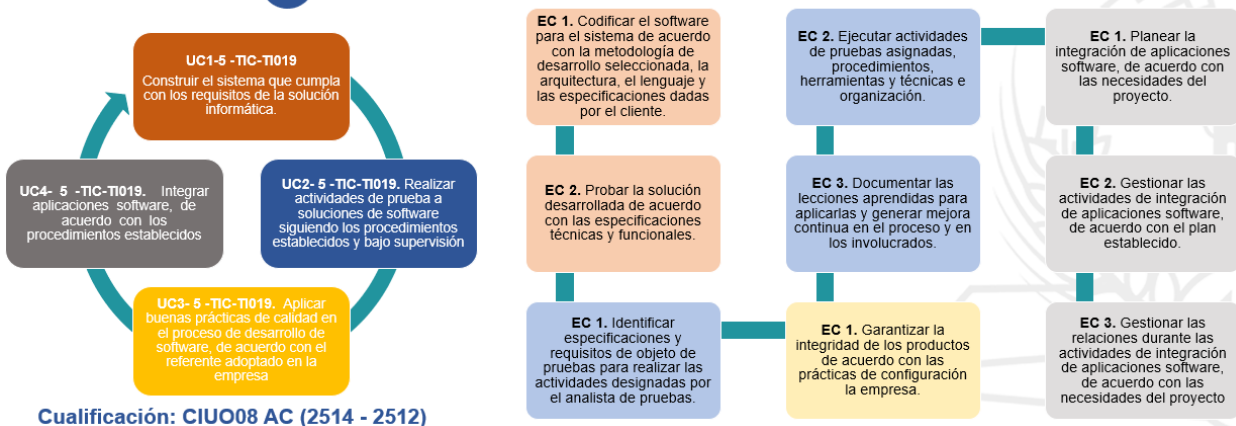 UC1-5 -TIC-TI019
Construir el sistema que cumpla
con los requisitos de la solución
informática.
UC4- 5 -TIC-TI019. Integrar
aplicaciones software, de
acuerdo con los
procedimientos establecidos
UC2- 5 -TIC-TI019. Realizar
actividades de prueba a
soluciones de software
siguiendo los procedimientos
establecidos y bajo supervisión
UC3- 5 -TIC-TI019. Aplicar
buenas prácticas de calidad en
el proceso de desarrollo de
software, de acuerdo con el
referente adoptado en la
empresa
Cualificación: CIUO08 AC (2514 - 2512)
EC 1. Codificar el software
para el sistema de acuerdo
con la metodología de
desarrollo seleccionada, la
arquitectura, el lenguaje y
las especificaciones dadas
por el cliente.
EC 2. Probar la solución
desarrollada de acuerdo
con las especificaciones
técnicas y funcionales.
EC 1. Identificar
especificaciones y
requisitos de objeto de
pruebas para realizar las
actividades designadas por
el analista de pruebas.
EC 2. Ejecutar actividades
de pruebas asignadas,
procedimientos,
herramientas y técnicas e
organización.
EC 3. Documentar las
lecciones aprendidas para
aplicarlas y generar mejora
continua en el proceso y en
los involucrados.
EC 1. Garantizar la
integridad de los productos
de acuerdo con las
prácticas de configuración
la empresa.
EC 1. Planear la
integración de aplicaciones
software, de acuerdo con
las necesidades del
proyecto.
EC 2. Gestionar las
actividades de integración
de aplicaciones software,
de acuerdo con el plan
establecido.
EC 3. Gestionar las
relaciones durante las
actividades de integración
de aplicaciones software,
de acuerdo con las
necesidades del proyecto